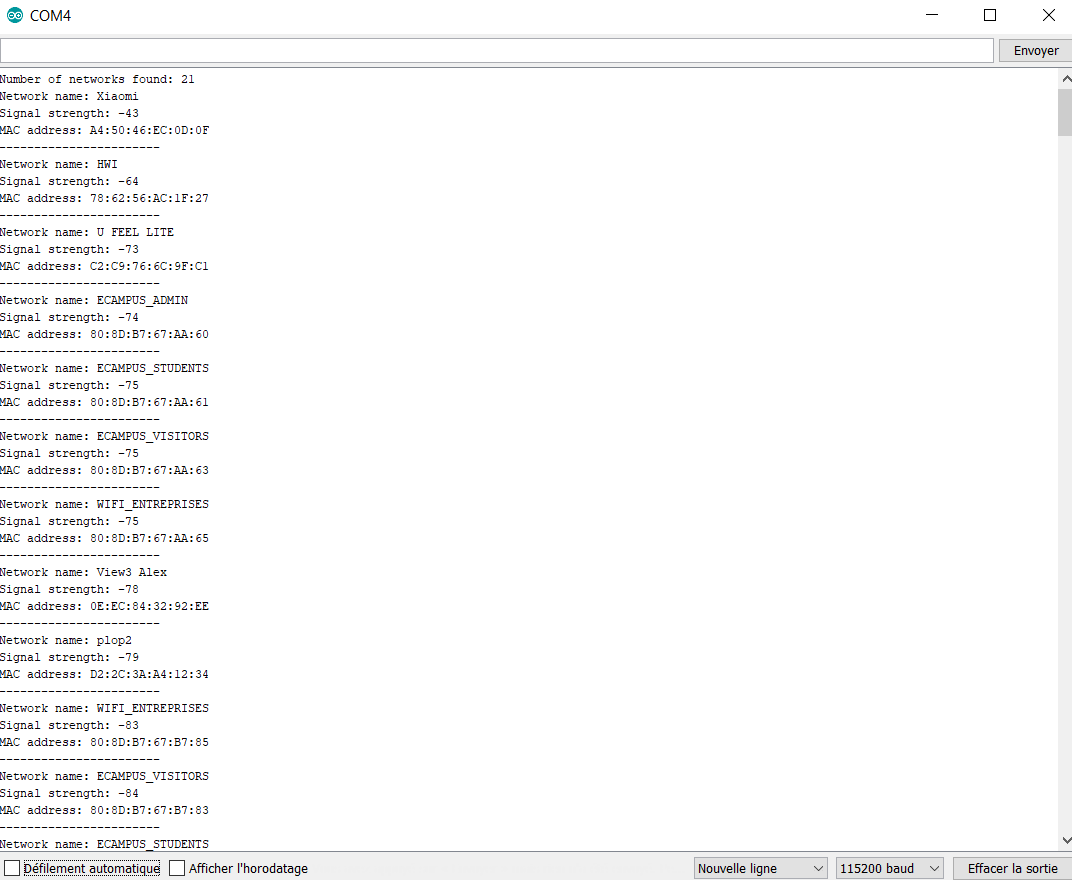 COM4
Envoyer
Number of networks found: 21
Network name: Xiaomi
Signal strength: -43
MAC address: A4:50:46:EC:0D:0F
-----------------------
Network name: HWI
Signal strength: -64
MAC address: 78:62:56:AC:1F:27
-----------------------
Network name: U FEEL LITE
Signal strength: -73
MAC address: C2:C9:76:6C:9F:C1
-----------------------
Network name: ECAMPUS_ADMIN
Signal strength: -74
MAC address: 80:8D:B7:67:AA:60
-----------------------
Network name: ECAMPUS_STUDENTS
Signal strength: -75
MAC address: 80:8D:B7:67:AA:61
-----------------------
Network name: ECAMPUS_VISITORS
Signal strength: -75
MAC address: 80:8D:B7:67:AA:63
-----------------------
Network name: WIFI_ENTREPRISES
Signal strength: -75
MAC address: 80:8D:B7:67:AA:65
-----------------------
Network name: View3 Alex
Signal strength: -78
MAC address: 0E:EC:84:32:92:EE
-----------------------
Network name: plop2
Signal strength: -79
MAC address: D2:2C:3A:A4:12:34
-----------------------
Network name: WIFI_ENTREPRISES
Signal strength: -83
MAC address: 80:8D:B7:67:B7:85
-----------------------
Network name: ECAMPUS_VISITORS
Signal strength: -84
MAC address: 80:8D:B7:67:B7:83
-----------------------
Network name: ECAMPUS_STUDENTS
Défilement automatique Afficher l'horodatage Nouvelle ligne 115200 baud Effacer la sortie